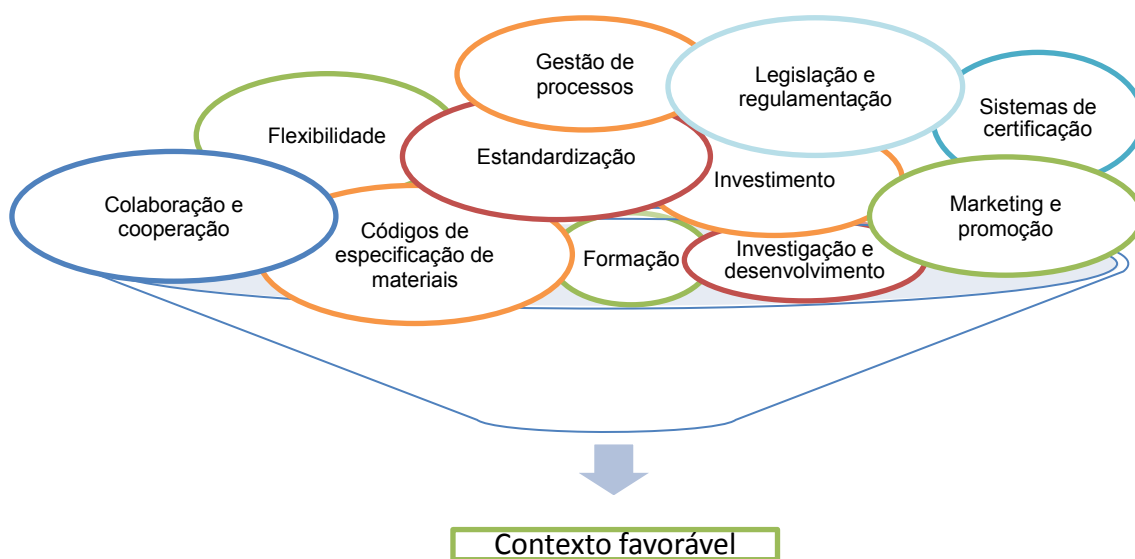 Gestão de
processos
Legislação e
regulamentação
Sistemas de
certificação
Flexibilidade
Estandardização
Investimento
Colaboração e
cooperação
Marketing e
promoção
Códigos de
especificação de
materiais
Formação
Investigação e
desenvolvimento
Contexto favorável